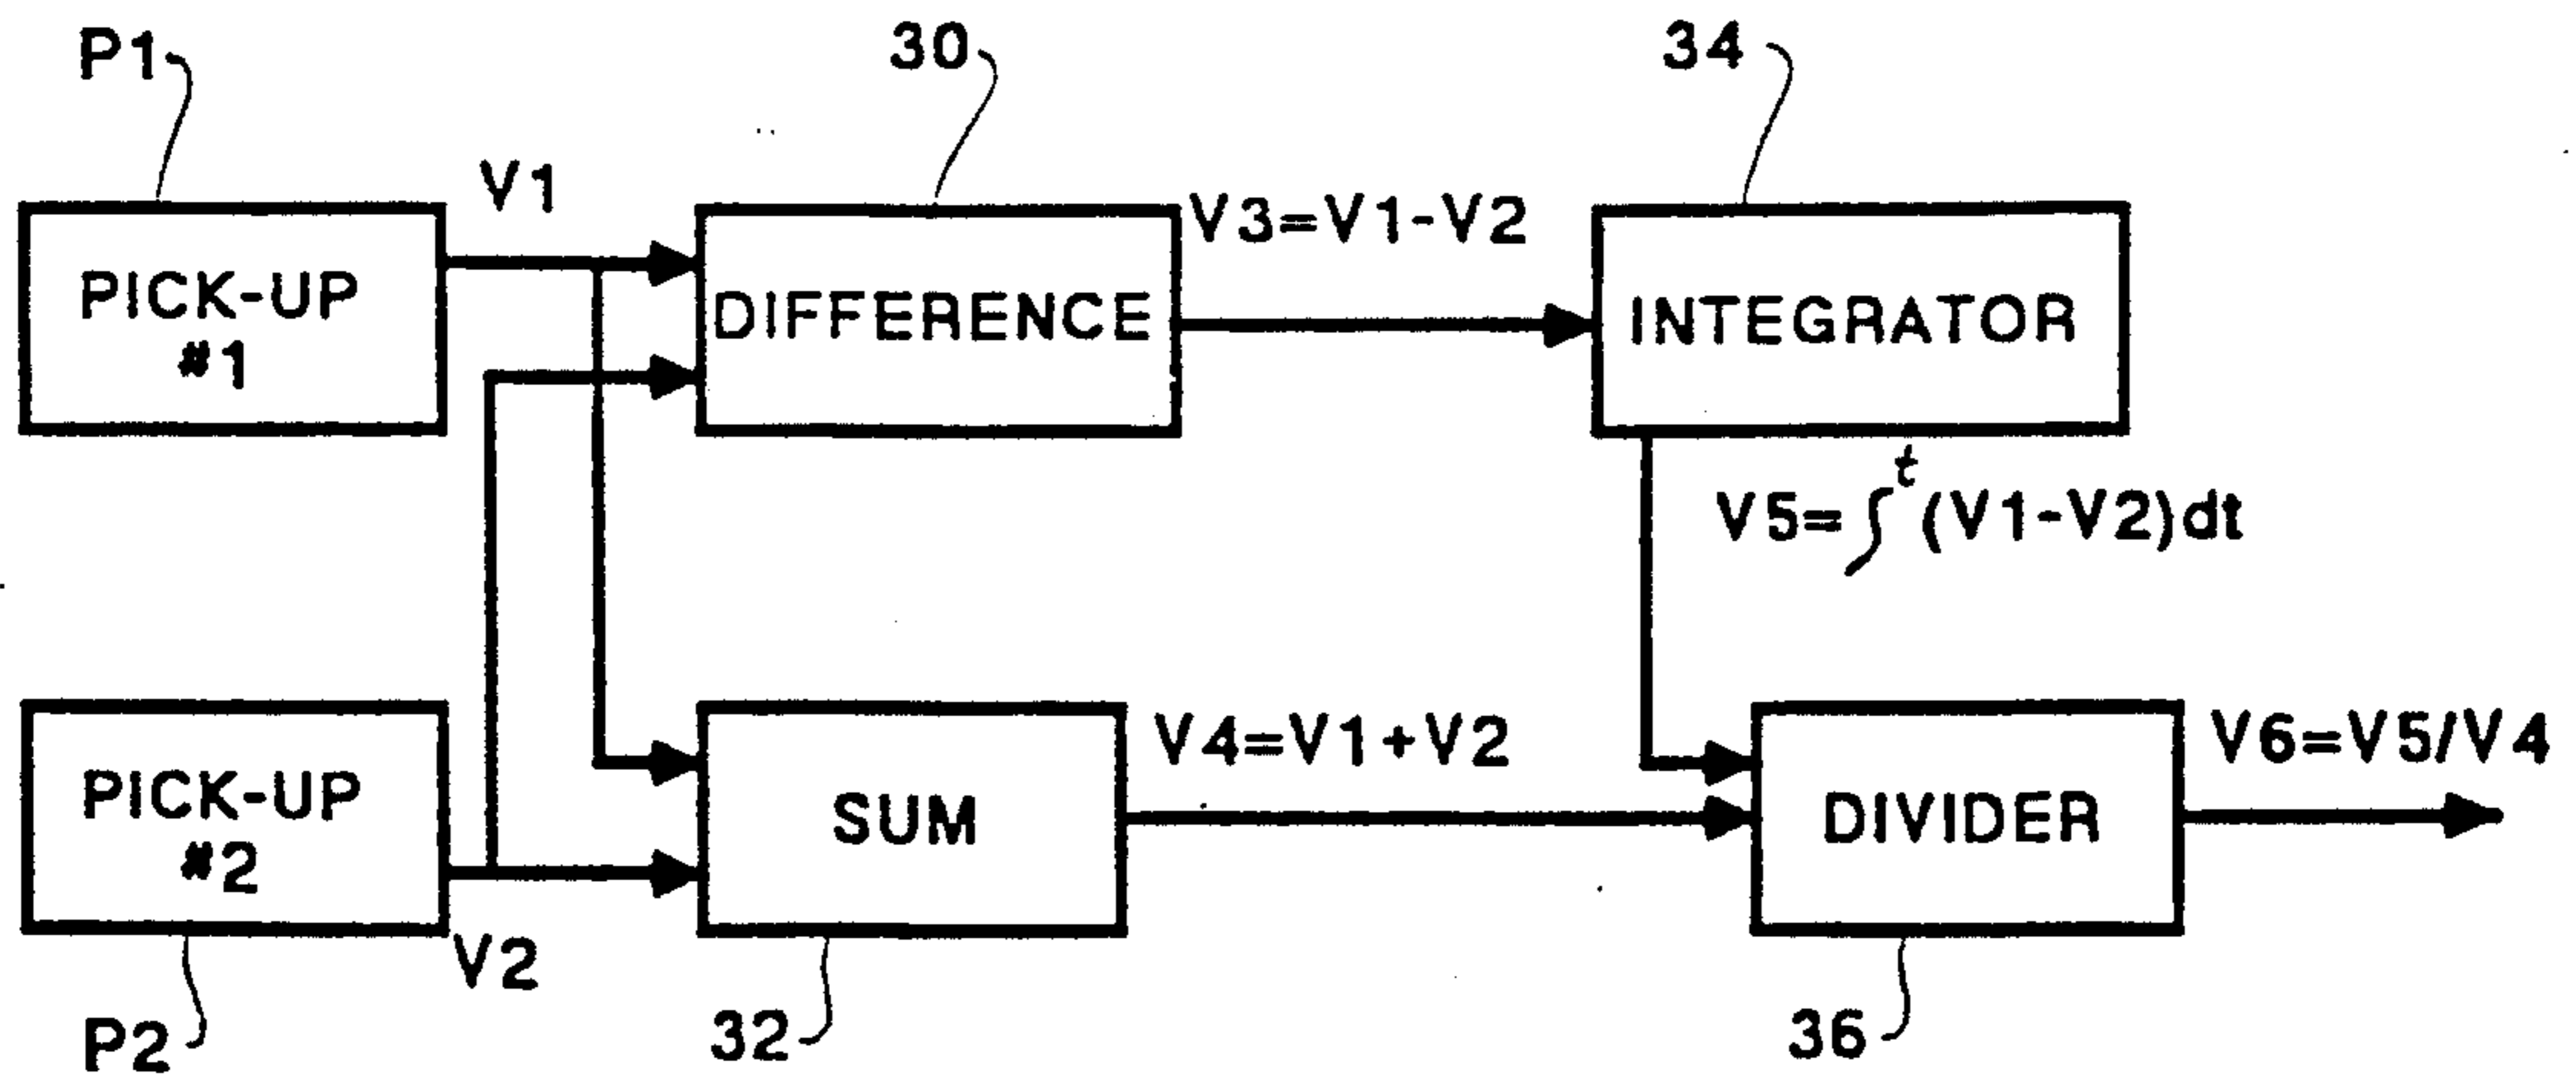 P1
30
34
V1
V3=V1-V2
PICK-UP
#1
DIFFERENCE
INTEGRATOR
V5=∫t(V1-V2)dt
V4=V1+V2
V6=V5/V4
PICK-UP
#2
SUM
DIVIDER
V2
P2
32
36